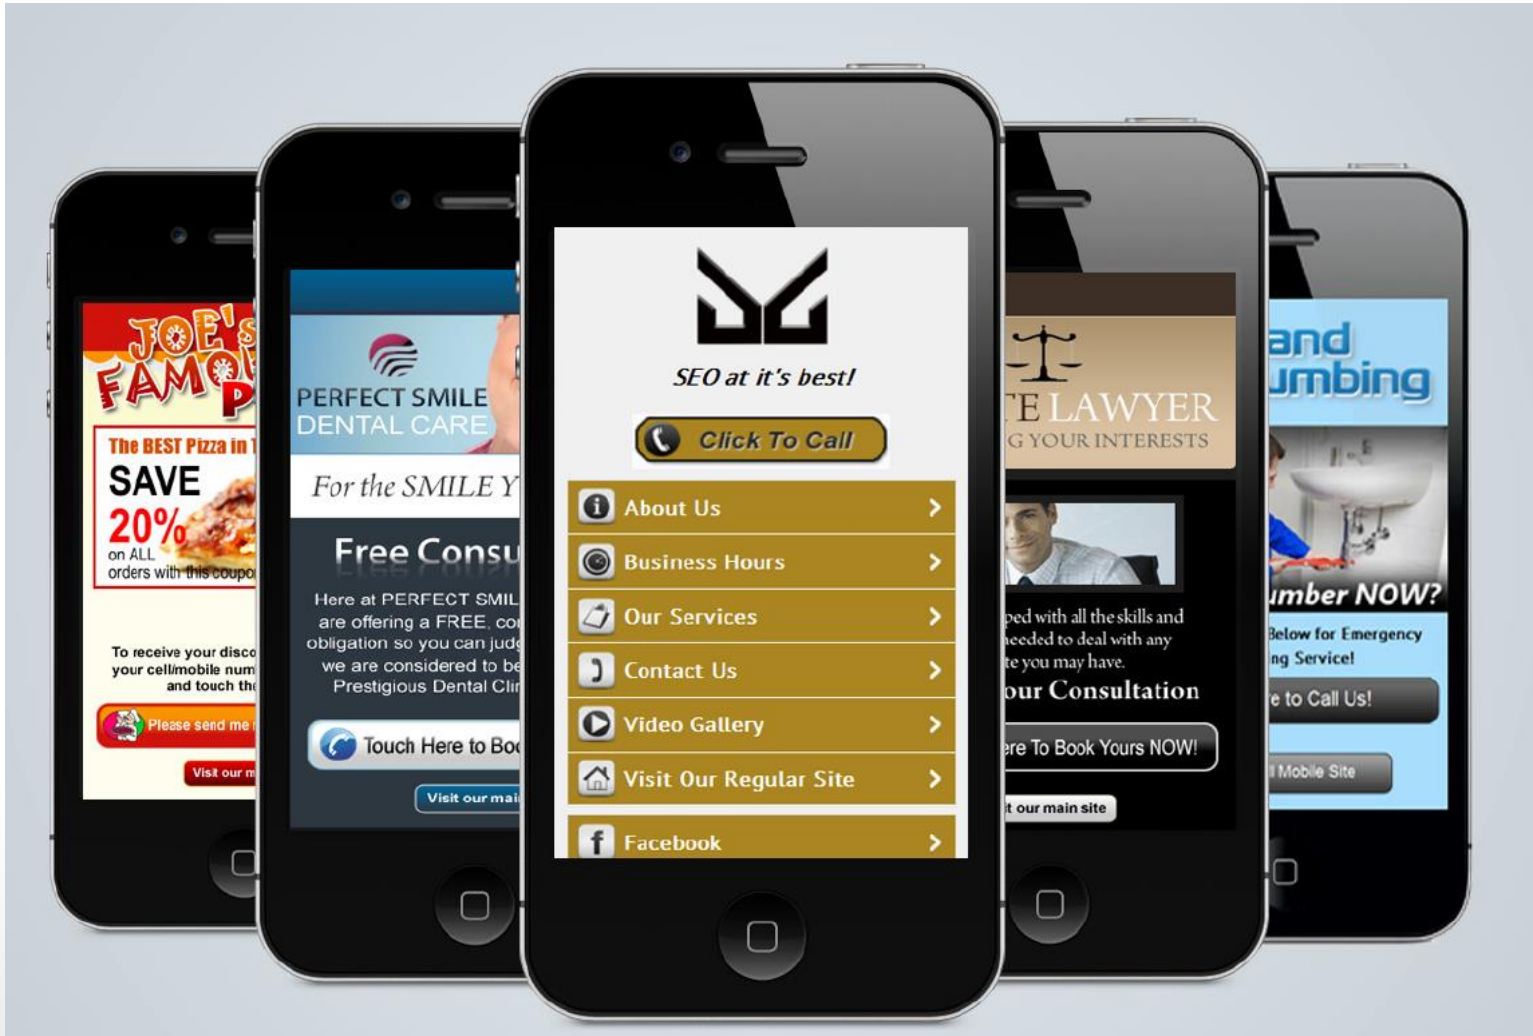 JOE's
FAMO
P
The BEST Pizza in
SAVE
20%
on ALL
orders with this coupo
To receive your disco
your cell/mobile num
and touch th
Please send me
Visit our m
PERFECT SMILE
DENTAL CARE
For the SMILE Y
Free Consu
Here at PERFECT SMIL
are offering a FREE, co
obligation so you can judg
we are considered to be
Prestigious Dental Clin
Touch Here to Boo
Visit our mai
SEO at it's best!
Click To Call
About Us
Business Hours
Our Services
Contact Us
Video Gallery
Visit Our Regular Site
Facebook
TE LAWYER
G YOUR INTERESTS
ped with all the skills and
needed to deal with any
te you may have.
our Consultation
ere To Book Yours NOW!
t our main site
and
umbing
umber NOW?
Below for Emergency
ng Service!
e to Call Us!
l Mobile Site